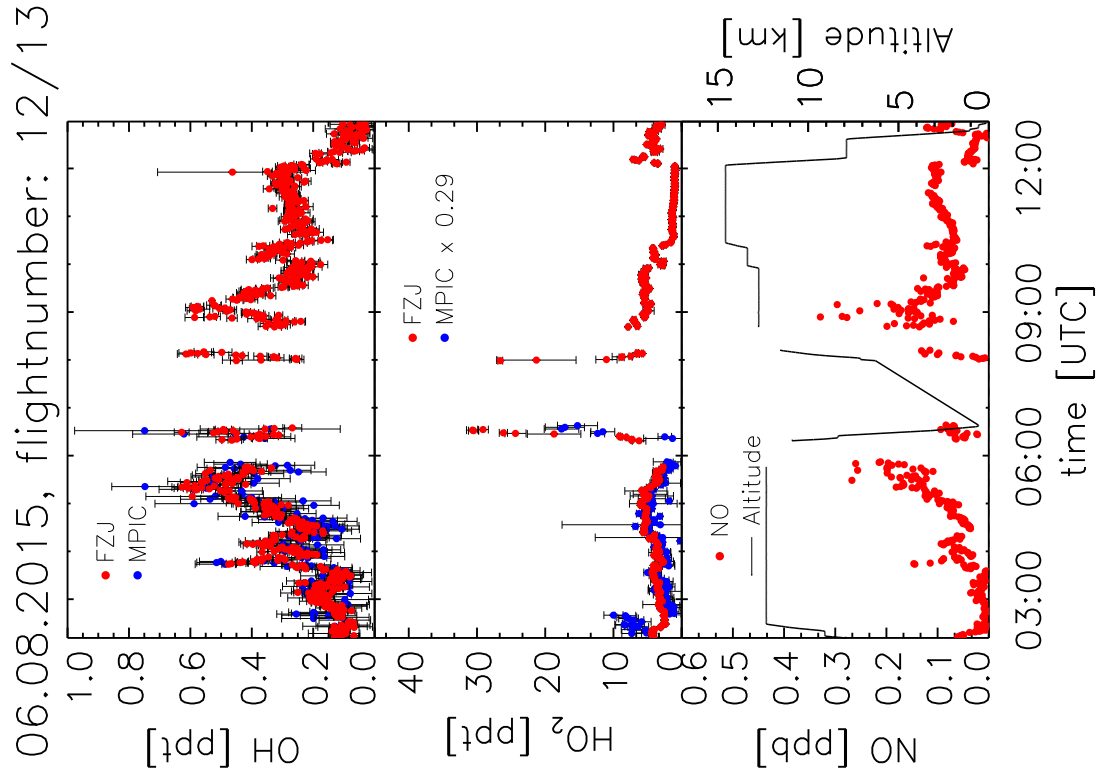 06.08.2015, flightnumber: 12/13
OH [ppt]
1.0
0.8
0.6
0.4
0.2
0.0
FZJ
MPIC
HO2 [ppt]
40
30
20
10
0
FZJ
MPIC x 0.29
NO [ppb]
0.6
0.5
0.4
0.3
0.2
0.1
0.0
NO
Altitude
Altitude [km]
15
10
5
0
03:00
06:00
09:00
12:00
time [UTC]